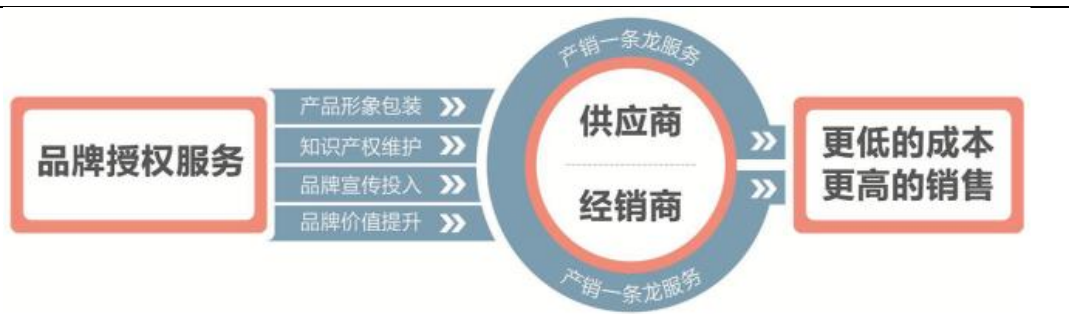 品牌授权服务
产品形象包装
知识产权维护
品牌宣传投入
品牌价值提升
产销一条龙服务
供应商
经销商
产销一条龙服务
更低的成本
更高的销售